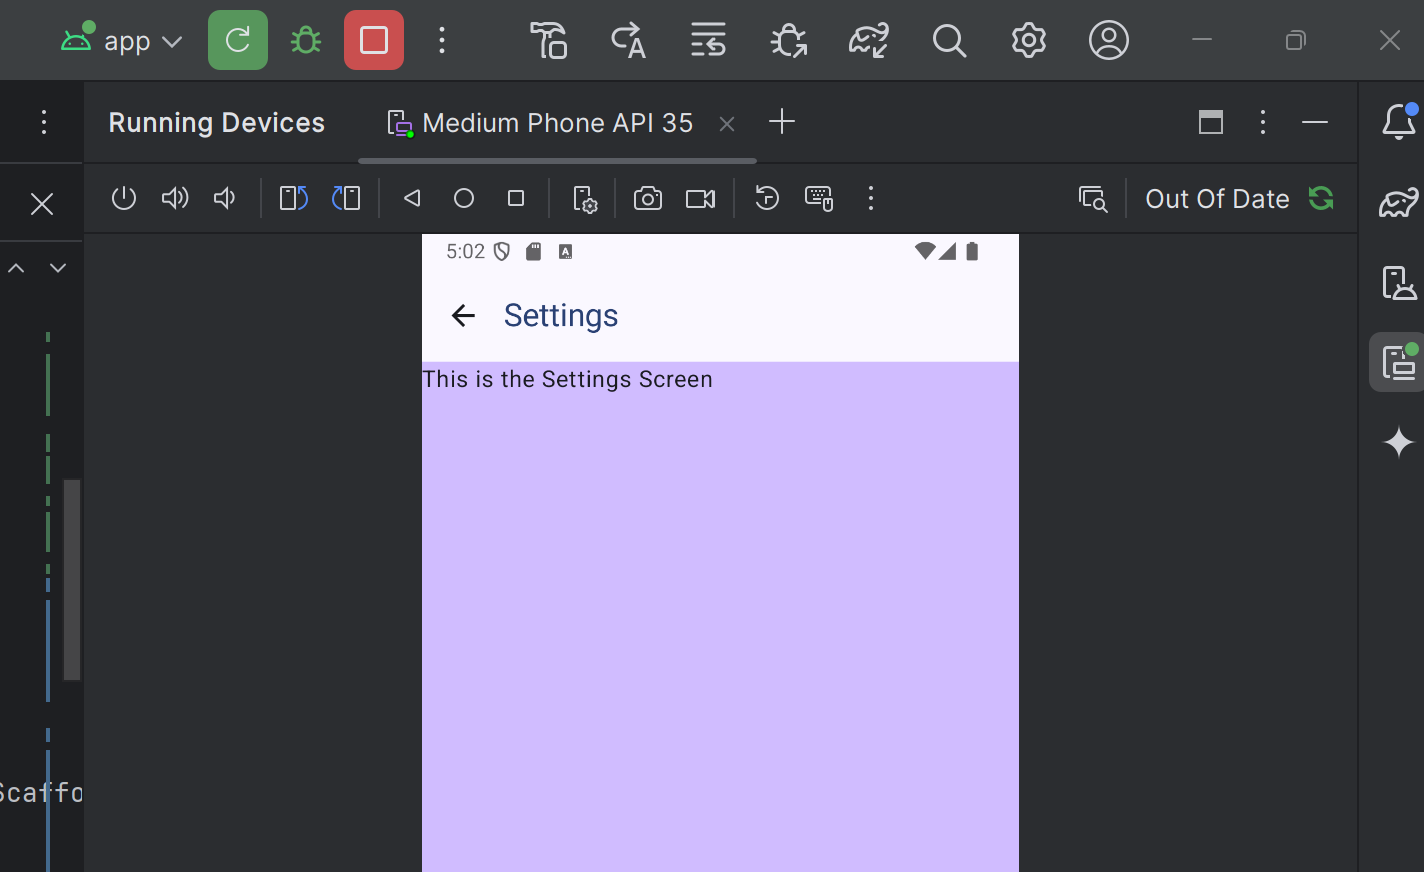 app
Running Devices
Medium Phone API 35
Out Of Date
5:02
A
Settings
This is the Settings Screen
Scaffo